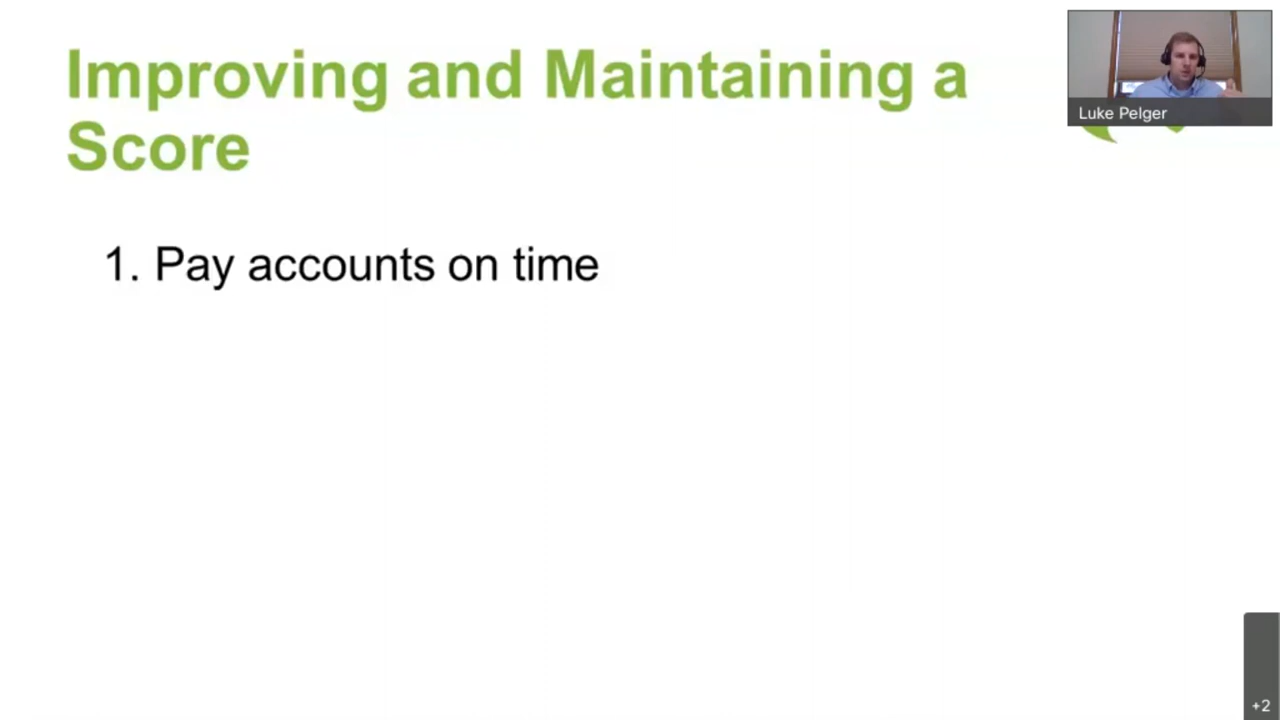 Improving and Maintaining a
Score
Luke Pelger
1. Pay accounts on time
+2